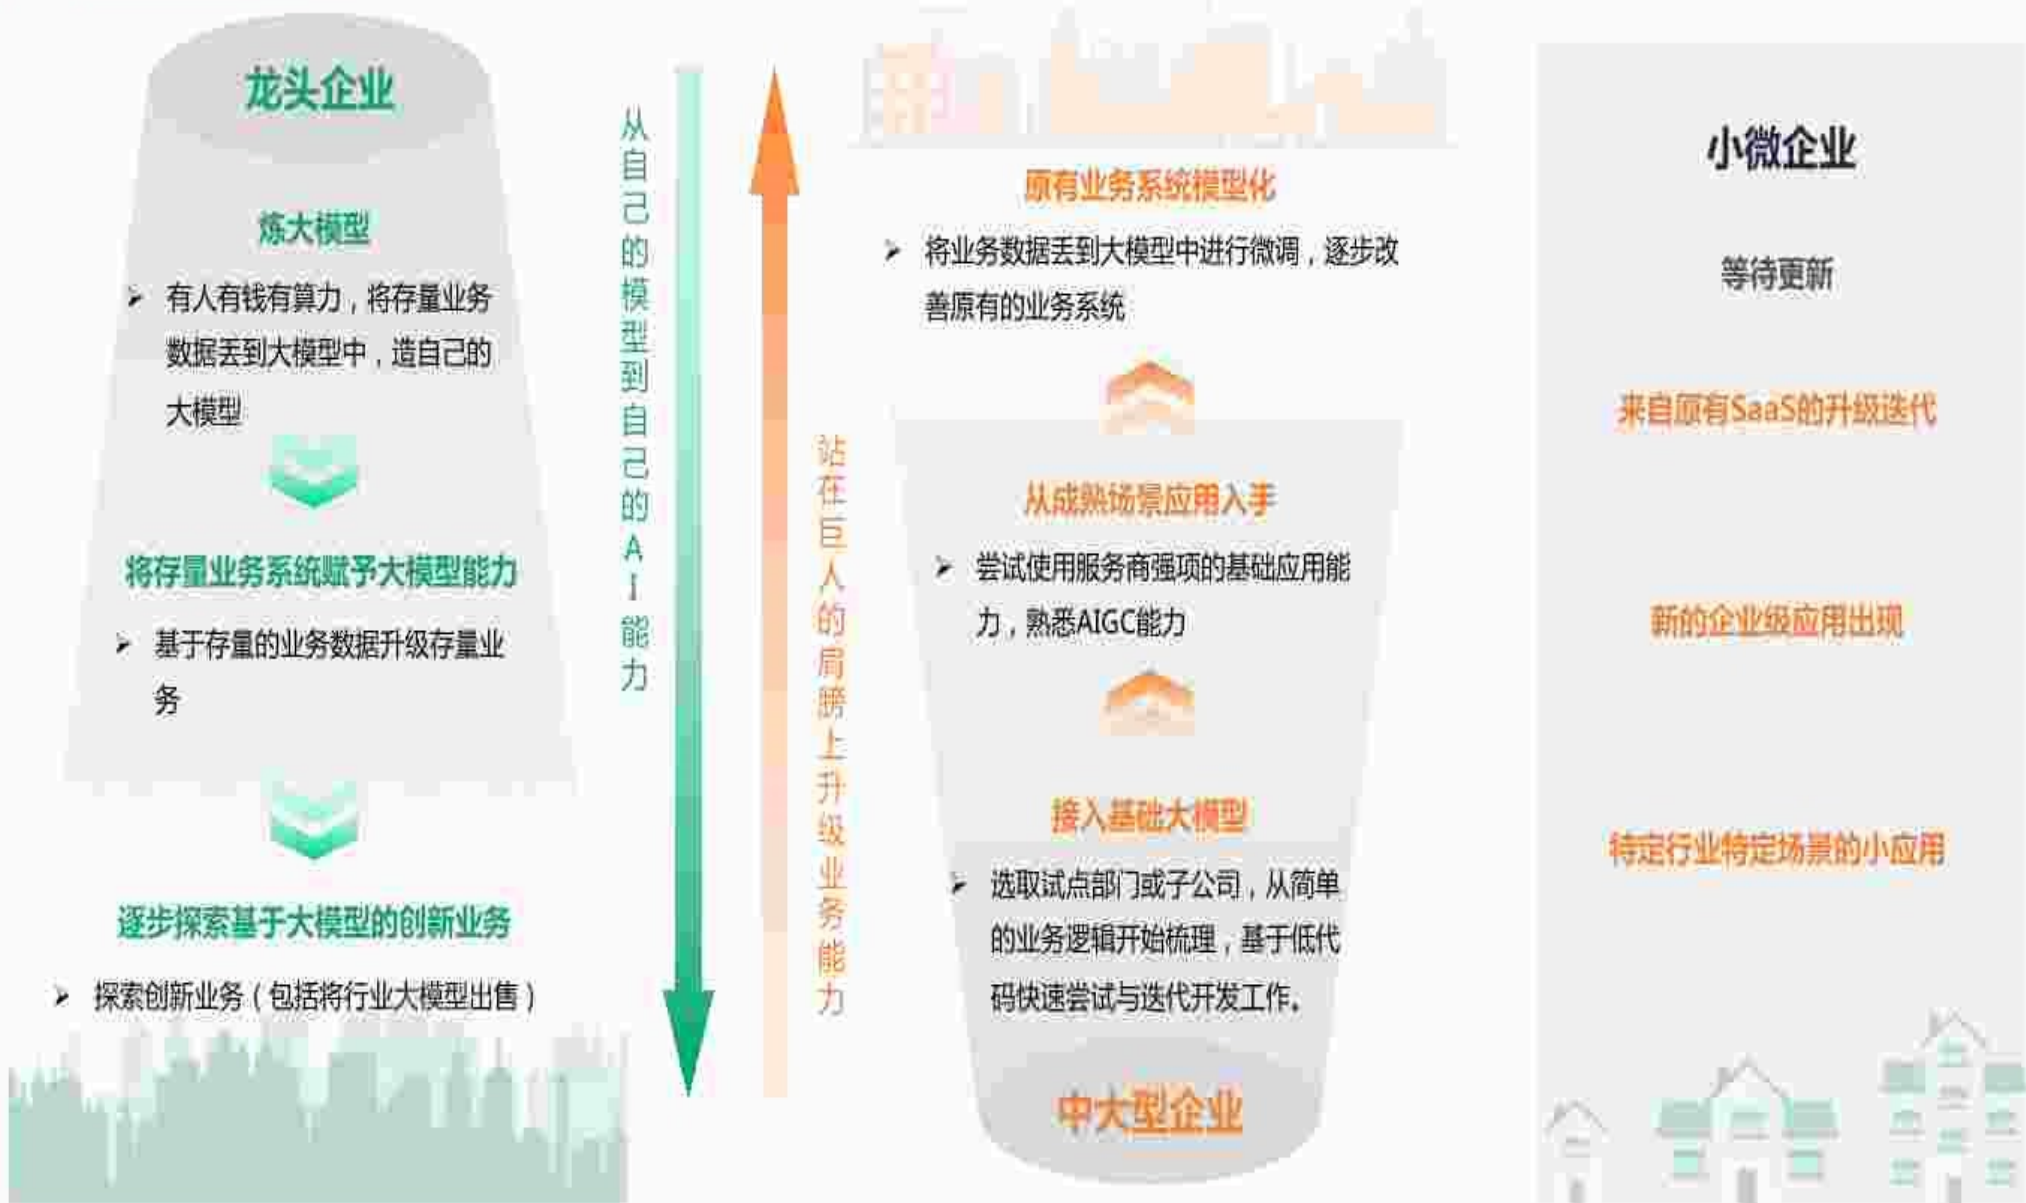 龙头企业
炼大模型
➢ 有人有钱有算力，将存量业务
数据丢到大模型中，造自己的
大模型
将存量业务系统赋予大模型能力
➢ 基于存量的业务数据升级存量业
务
逐步探索基于大模型的创新业务
➢ 探索创新业务（包括将行业大模型出售）
从自己的模型到自己的AI能力
站在巨人的肩膀上升级业务能力
原有业务系统模型化
➢ 将业务数据丢到大模型中进行微调，逐步改
善原有的业务系统
从成熟场景应用入手
➢ 尝试使用服务商强项的基础应用能
力，熟悉AIGC能力
接入基础大模型
➢ 选取试点部门或子公司，从简单
的业务逻辑开始梳理，基于低代
码快速尝试与迭代开发工作。
中大型企业
小微企业
等待更新
来自原有SaaS的升级迭代
新的企业级应用出现
特定行业特定场景的小应用